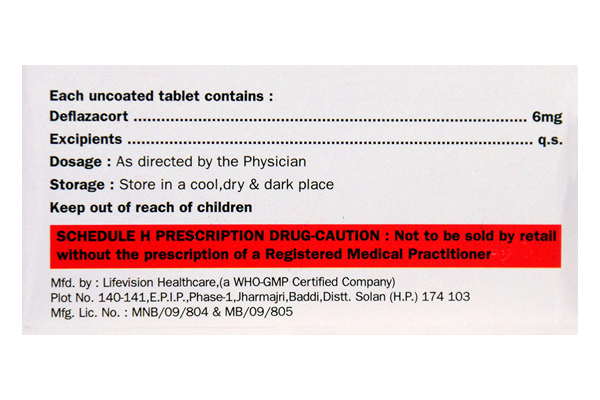 Each uncoated tablet contains :
Deflazacort ........................................................................................ 6mg
Excipients .......................................................................................... q.s.
Dosage : As directed by the Physician
Storage : Store in a cool,dry & dark place
Keep out of reach of children
SCHEDULE H PRESCRIPTION DRUG-CAUTION : Not to be sold by retail
without the prescription of a Registered Medical Practitioner
Mfd. by : Lifevision Healthcare,(a WHO-GMP Certified Company)
Plot No. 140-141,E.P.I.P.,Phase-1,Jharmajri,Baddi,Distt. Solan (H.P.) 174 103
Mfg. Lic. No. : MNB/09/804 & MB/09/805